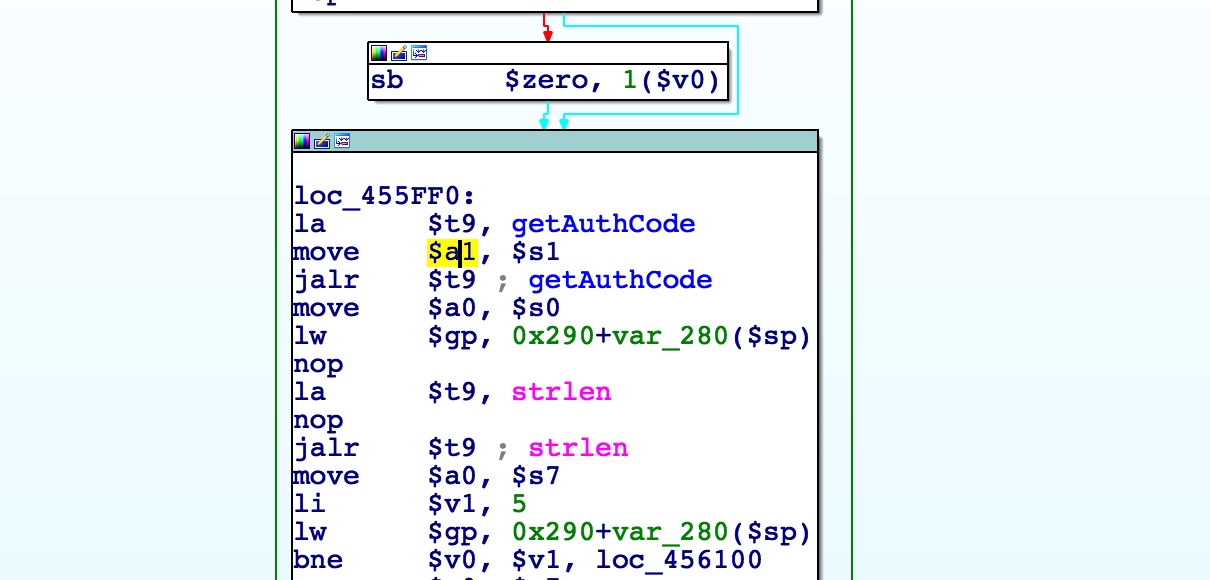 sb $zero, 1($v0)
loc_455FF0:
la $t9, getAuthCode
move $a1, $s1
jalr $t9 ; getAuthCode
move $a0, $s0
lw $gp, 0x290+var_280($sp)
nop
la $t9, strlen
nop
jalr $t9 ; strlen
move $a0, $s7
li $v1, 5
lw $gp, 0x290+var_280($sp)
bne $v0, $v1, loc_456100